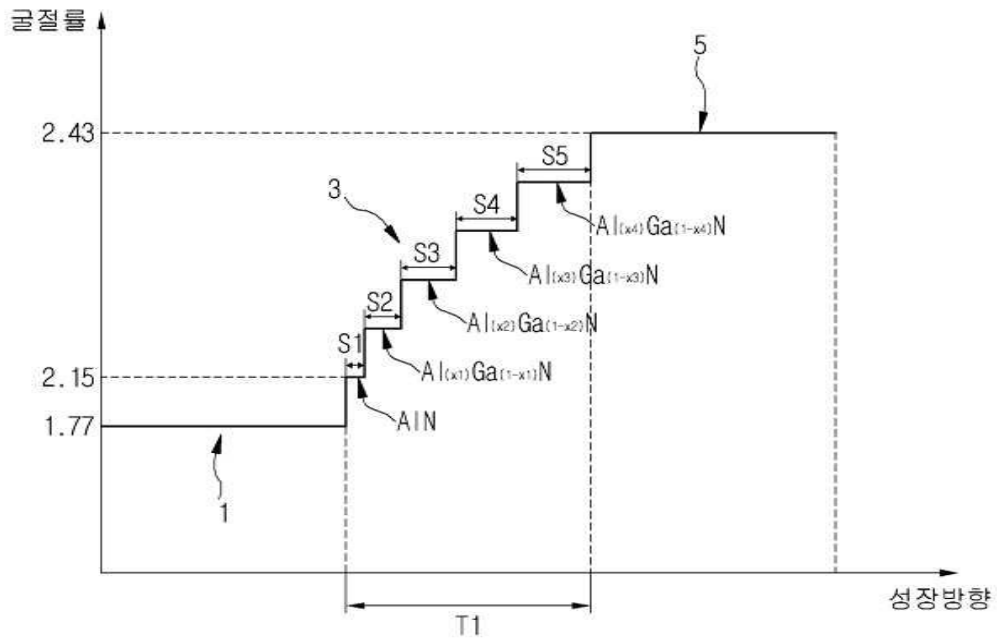 굴절률
5
2.43
S5
3
S4
Al(x4)Ga(1-x4)N
S3
Al(x3)Ga(1-x3)N
S2
Al(x2)Ga(1-x2)N
S1
Al(x1)Ga(1-x1)N
2.15
AlN
1.77
1
성장방향
T1